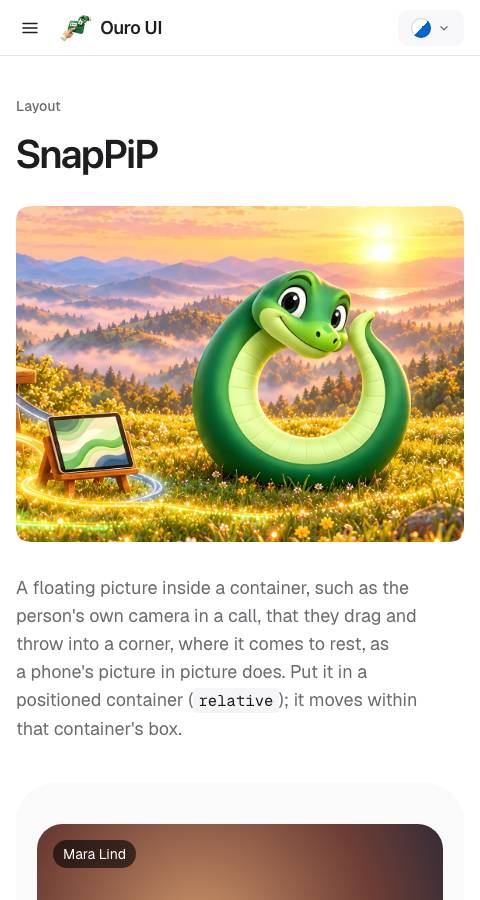 Ouro UI
Layout
SnapPiP
A floating picture inside a container, such as the
person's own camera in a call, that they drag and
throw into a corner, where it comes to rest, as
a phone's picture in picture does. Put it in a
positioned container ( relative ); it moves within
that container's box.
Mara Lind